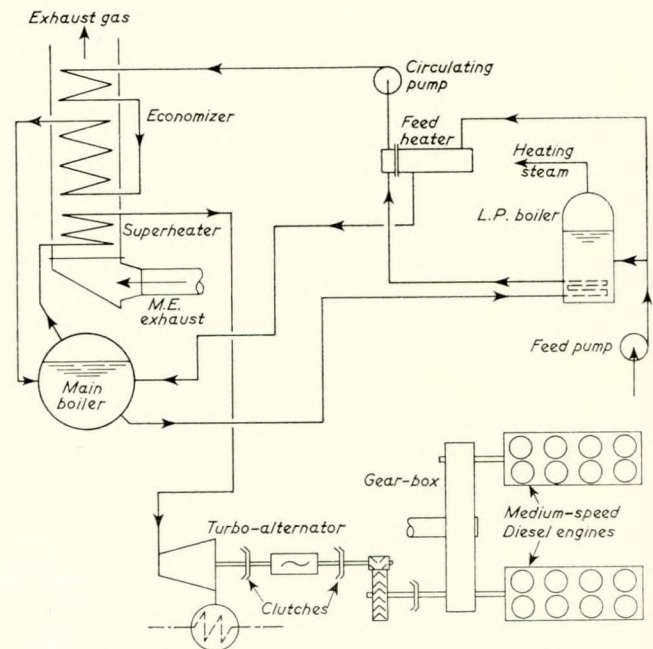 Exhaust gas
Economizer
Superheater
M.E.
exhaust
Main
boiler
Circulating
pump
Feed
heater
Heating
steam
L.P. boiler
Feed pump
Gear-box
Medium-speed
Diesel engines
Turbo-alternator
Clutches